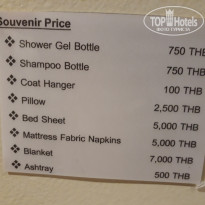 Souvenir Price
TOP HOTELS
❖ Shower Gel Bottle 750 THB
❖ Shampoo Bottle 750 THB
❖ Coat Hanger 100 THB
❖ Pillow 2,500 THB
❖ Bed Sheet 5,000 THB
❖ Mattress Fabric Napkins 5,000 THB
❖ Blanket 7,000 THB
❖ Ashtray 500 THB